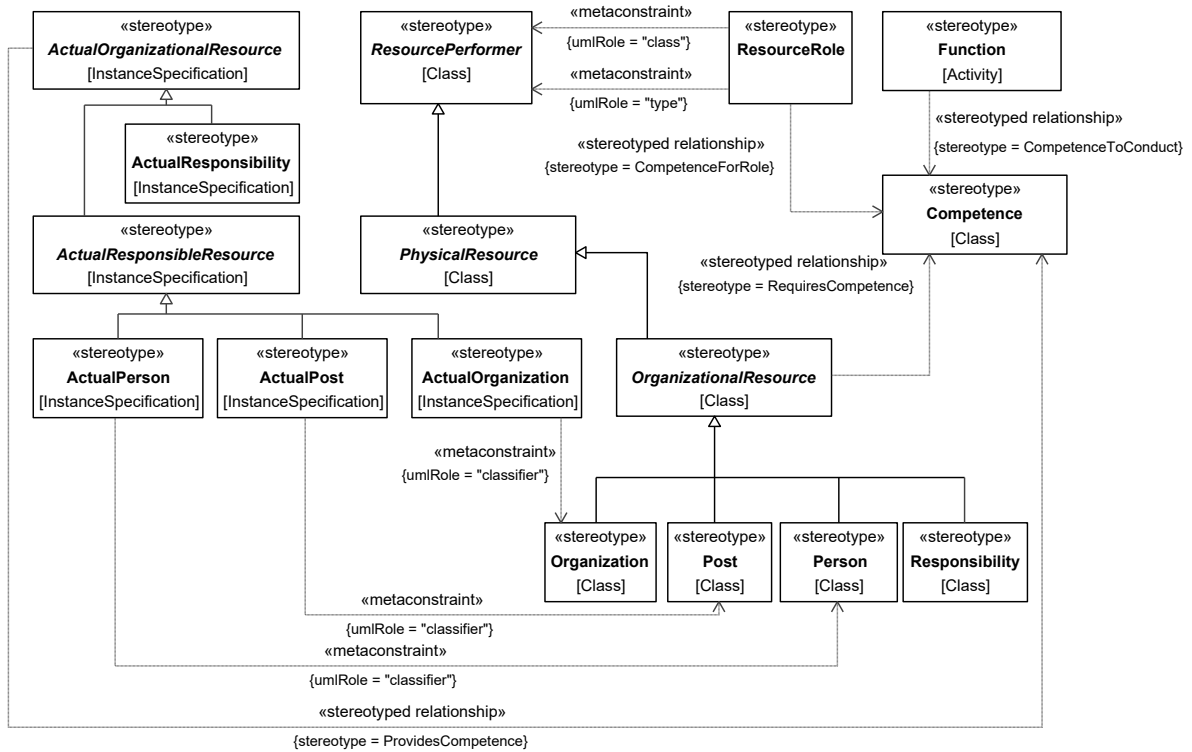 «stereotype»
ActualOrganizationalResource
[InstanceSpecification]
«stereotype»
ResourcePerformer
[Class]
«metaconstraint»
{umlRole = "class"}
«metaconstraint»
{umlRole = "type"}
«stereotype»
ResourceRole
«stereotype»
Function
[Activity]
«stereotype»
ActualResponsibility
[InstanceSpecification]
«stereotyped relationship»
{stereotype = CompetenceForRole}
«stereotyped relationship»
{stereotype = CompetenceToConduct}
«stereotype»
Competence
[Class]
«stereotype»
ActualResponsibleResource
[InstanceSpecification]
«stereotype»
PhysicalResource
[Class]
«stereotyped relationship»
{stereotype = RequiresCompetence}
«stereotype»
ActualPerson
[InstanceSpecification]
«stereotype»
ActualPost
[InstanceSpecification]
«stereotype»
ActualOrganization
[InstanceSpecification]
«stereotype»
OrganizationalResource
[Class]
«metaconstraint»
{umlRole = "classifier"}
«stereotype»
Organization
[Class]
«stereotype»
Post
[Class]
«stereotype»
Person
[Class]
«stereotype»
Responsibility
[Class]
«metaconstraint»
{umlRole = "classifier"}
«metaconstraint»
{umlRole = "classifier"}
«stereotyped relationship»
{stereotype = ProvidesCompetence}